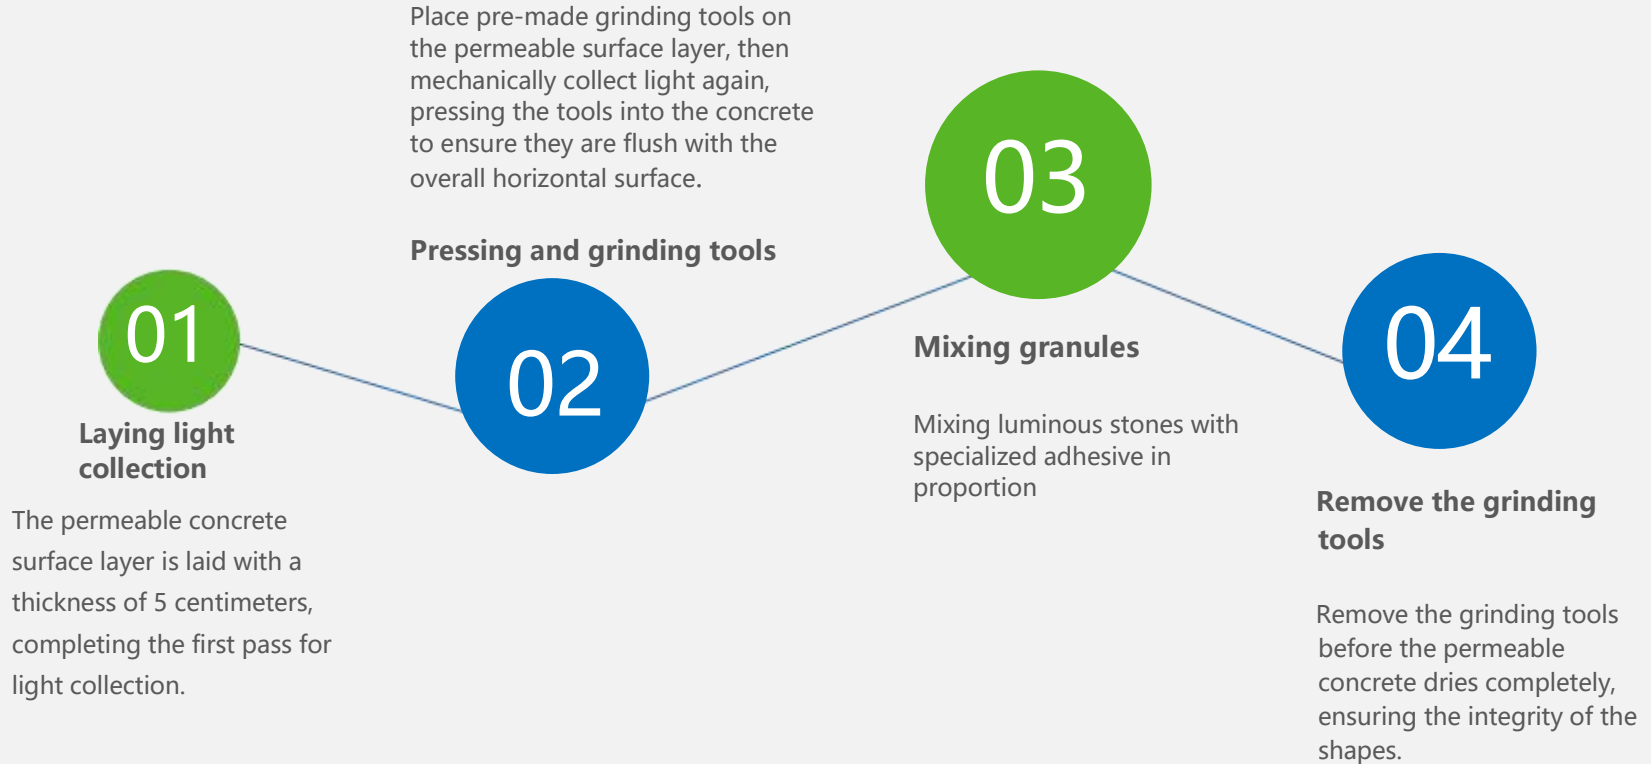 01
Laying light
collection
The permeable concrete
surface layer is laid with a
thickness of 5 centimeters,
completing the first pass for
light collection.
Place pre-made grinding tools on
the permeable surface layer, then
mechanically collect light again,
pressing the tools into the concrete
to ensure they are flush with the
overall horizontal surface.
Pressing and grinding tools
02
03
Mixing granules
Mixing luminous stones with
specialized adhesive in
proportion
04
Remove the grinding
tools
Remove the grinding tools
before the permeable
concrete dries completely,
ensuring the integrity of the
shapes.